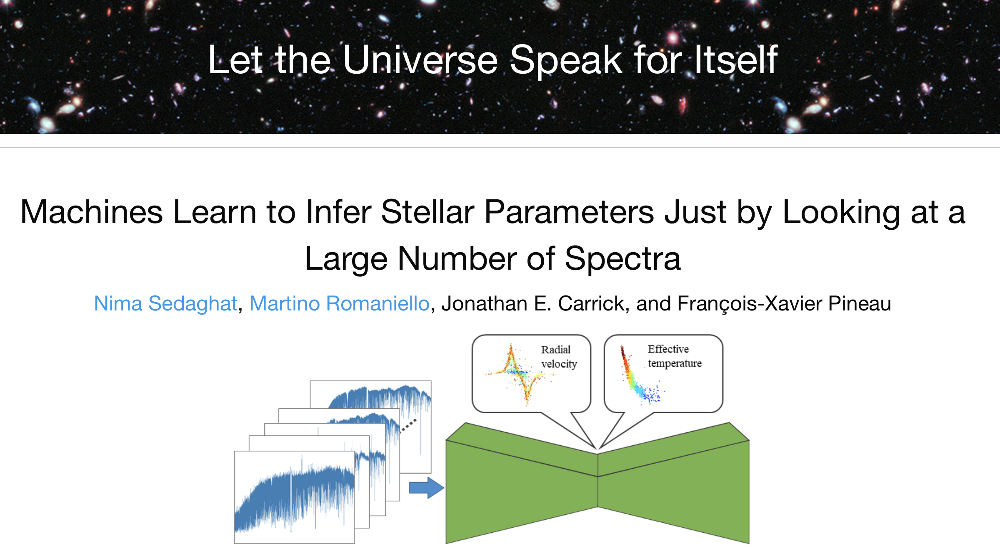 Let the Universe Speak for Itself
Machines Learn to Infer Stellar Parameters Just by Looking at a
Large Number of Spectra
Nima Sedaghat, Martino Romaniello, Jonathan E. Carrick, and François-Xavier Pineau
Radial
velocity
Effective
temperature